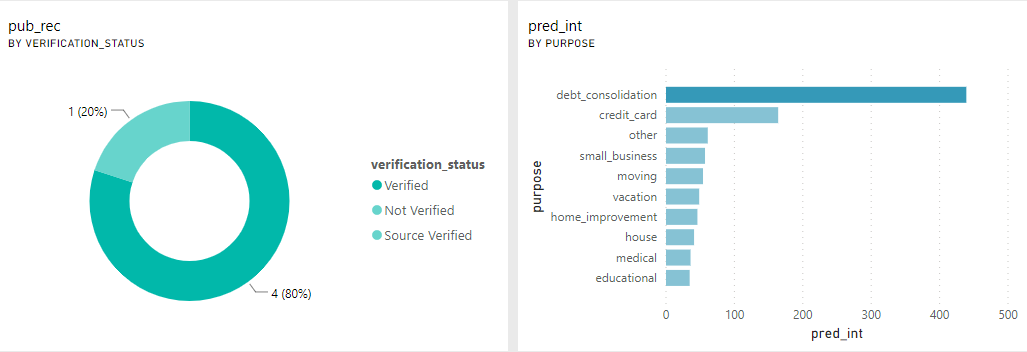 pub_rec
BY VERIFICATION_STATUS
1 (20%)
4 (80%)
verification_status
Verified
Not Verified
Source Verified
pred_int
BY PURPOSE
purpose
debt_consolidation
credit_card
other
small_business
moving
vacation
home_improvement
house
medical
educational
0 100 200 300 400 500
pred_int